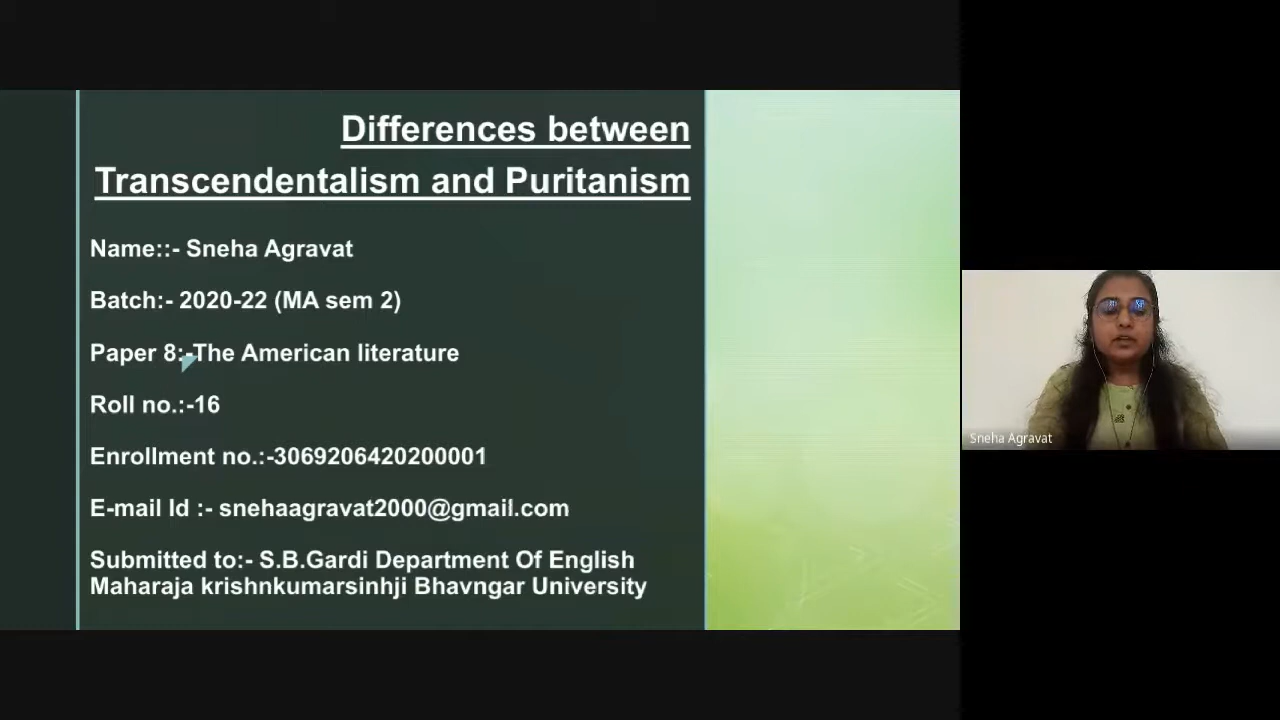 Differences between
Transcendentalism and Puritanism
Name::- Sneha Agravat
Batch:- 2020-22 (MA sem 2)
Paper 8:-The American literature
Roll no.:-16
Enrollment no.:-3069206420200001
E-mail Id :- snehaagravat2000@gmail.com
Submitted to:- S.B.Gardi Department Of English
Maharaja krishnkumarsinhji Bhavngar University
Sneha Agravat